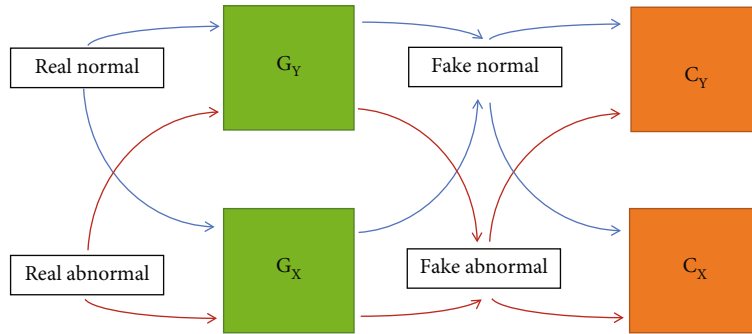 Real normal
G_Y
Fake normal
C_Y
Real abnormal
G_X
Fake abnormal
C_X